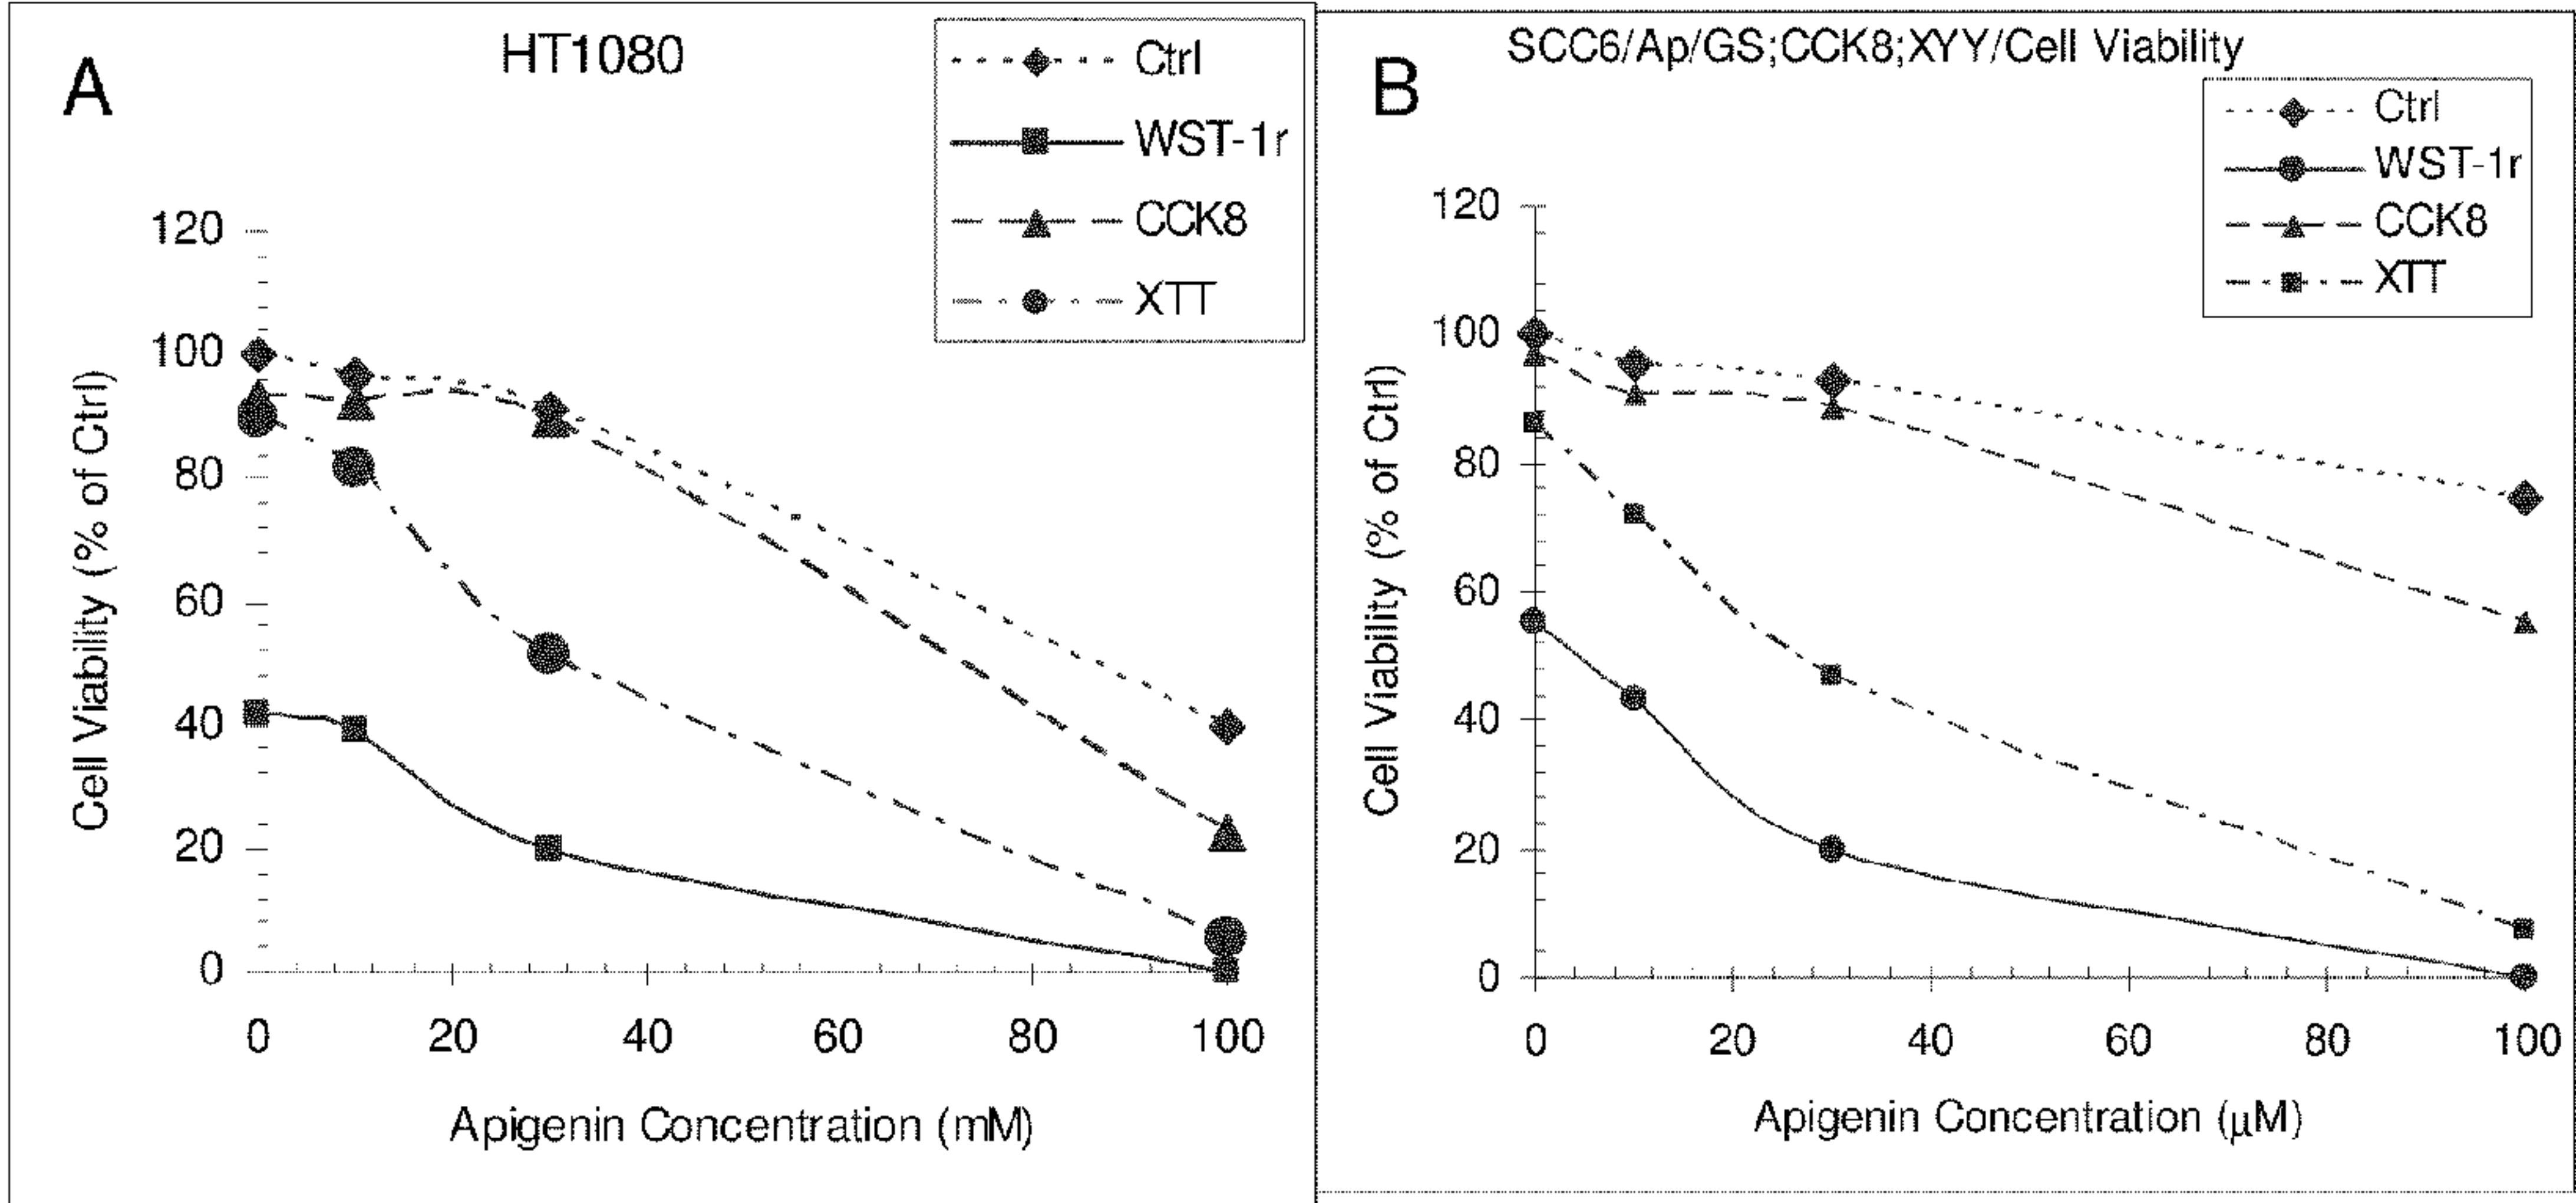 A
HT1080
Ctrl
WST-1r
CCK8
XTT
120
100
80
60
40
20
0
Cell Viability (% of Ctrl)
0 20 40 60 80 100
Apigenin Concentration (mM)
B
SCC6/Ap/GS;CCK8;XYY/Cell Viability
Ctrl
WST-1r
CCK8
XTT
120
100
80
60
40
20
0
Cell Viability (% of Ctrl)
0 20 40 60 80 100
Apigenin Concentration (μM)